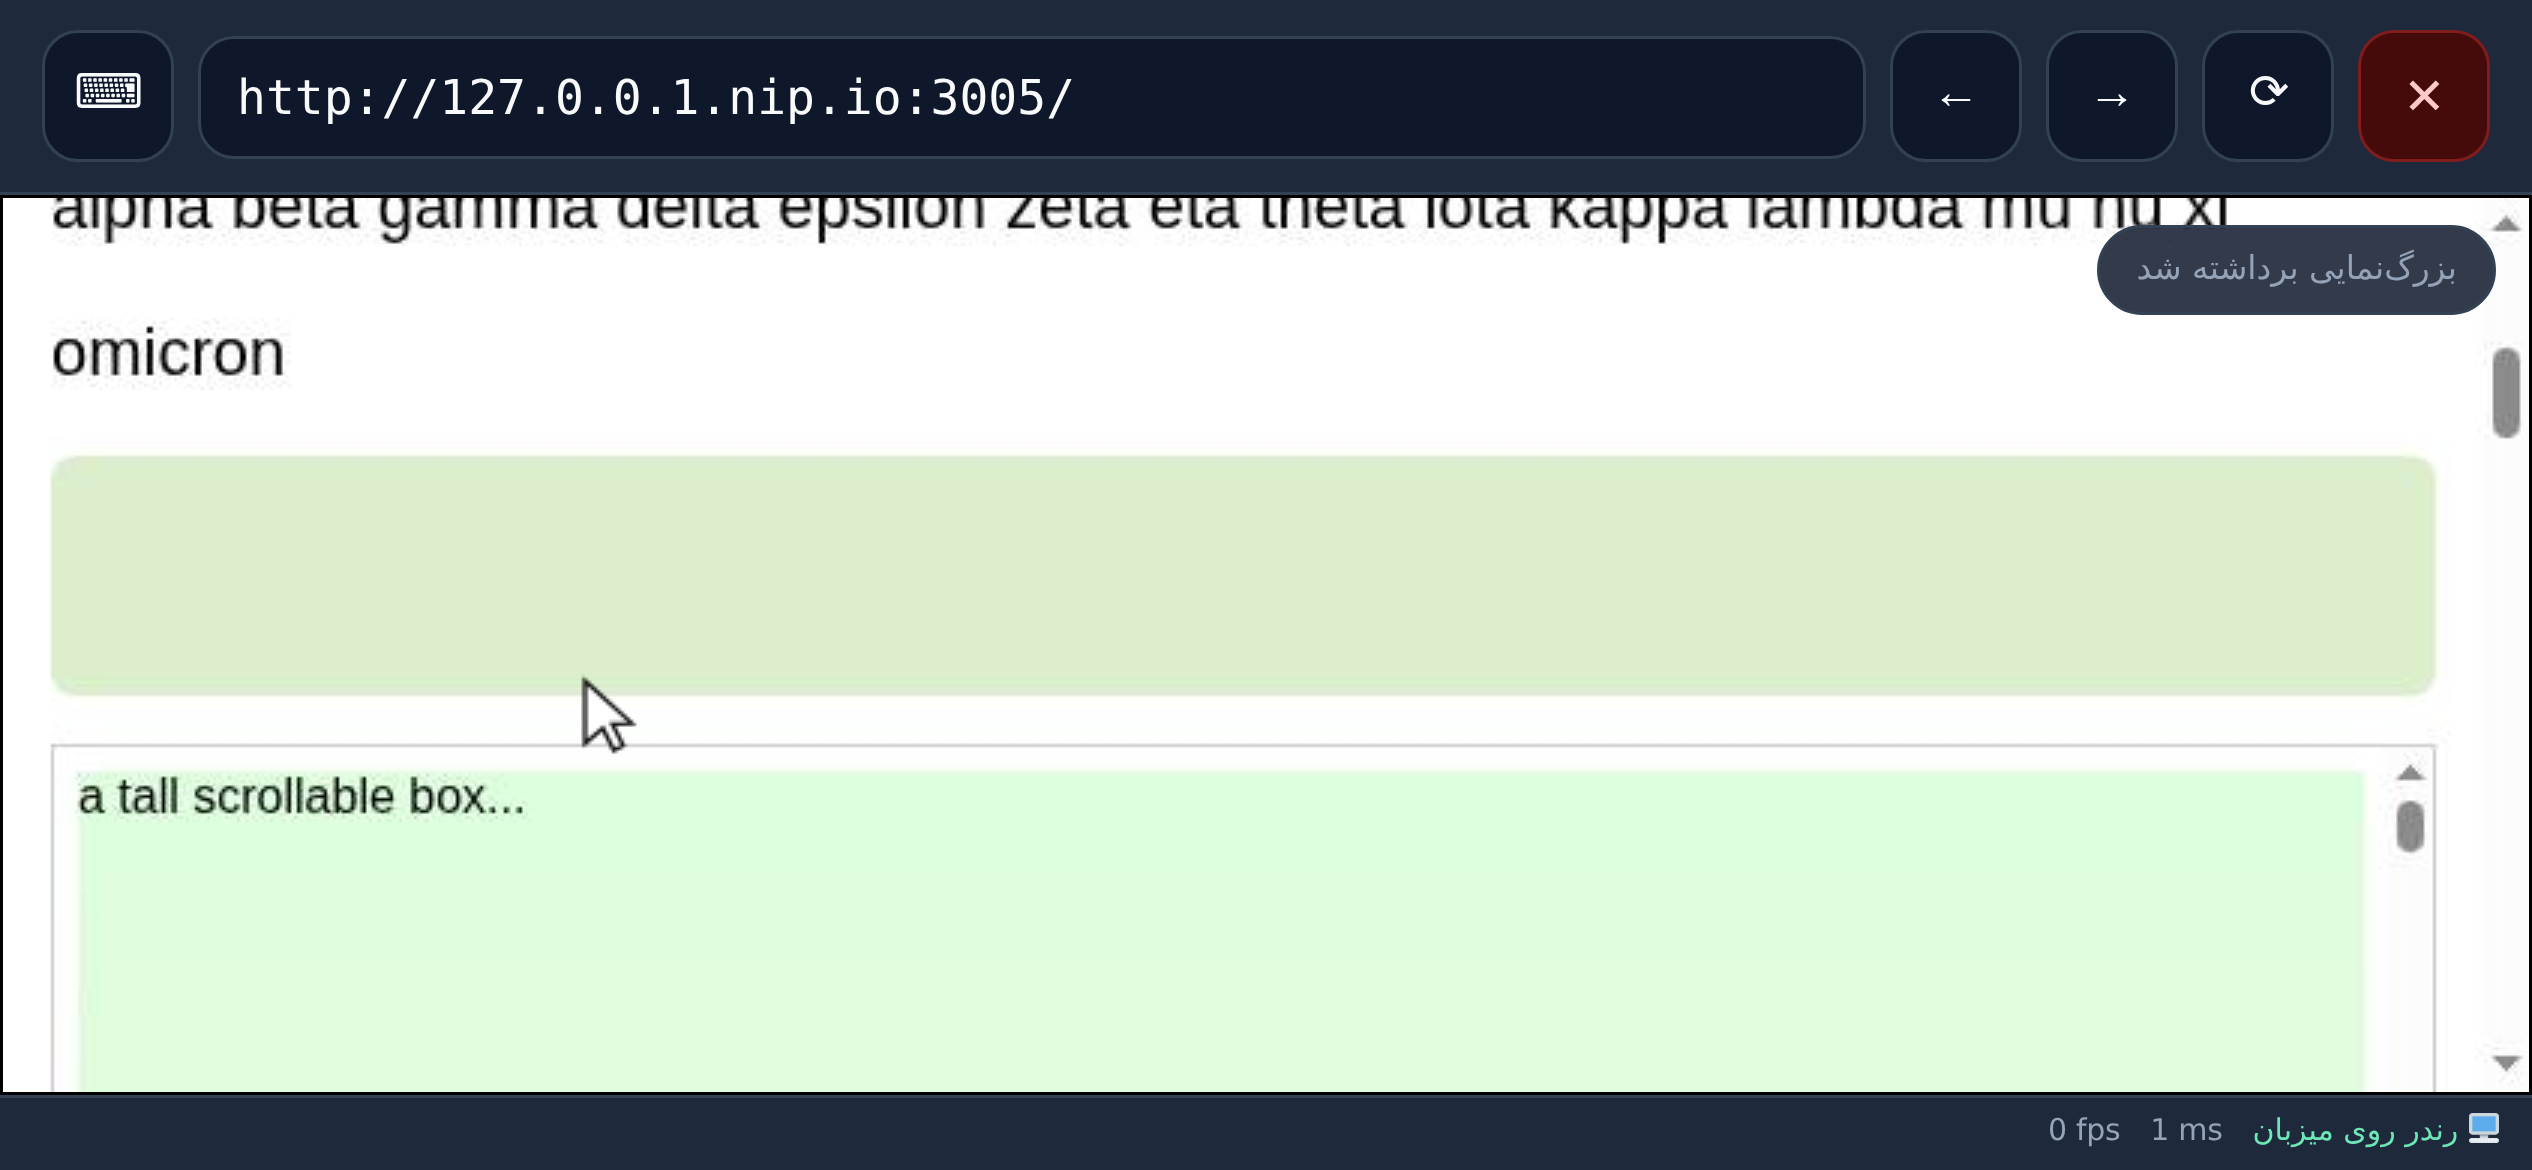 http://127.0.0.1.nip.io:3005/
alpha beta gamma delta epsilon zeta eta theta iota kappa lambda mu nu xi
بزرگ‌نمایی برداشته شد
omicron
a tall scrollable box...
0 fps 1 ms رندر روی میزبان